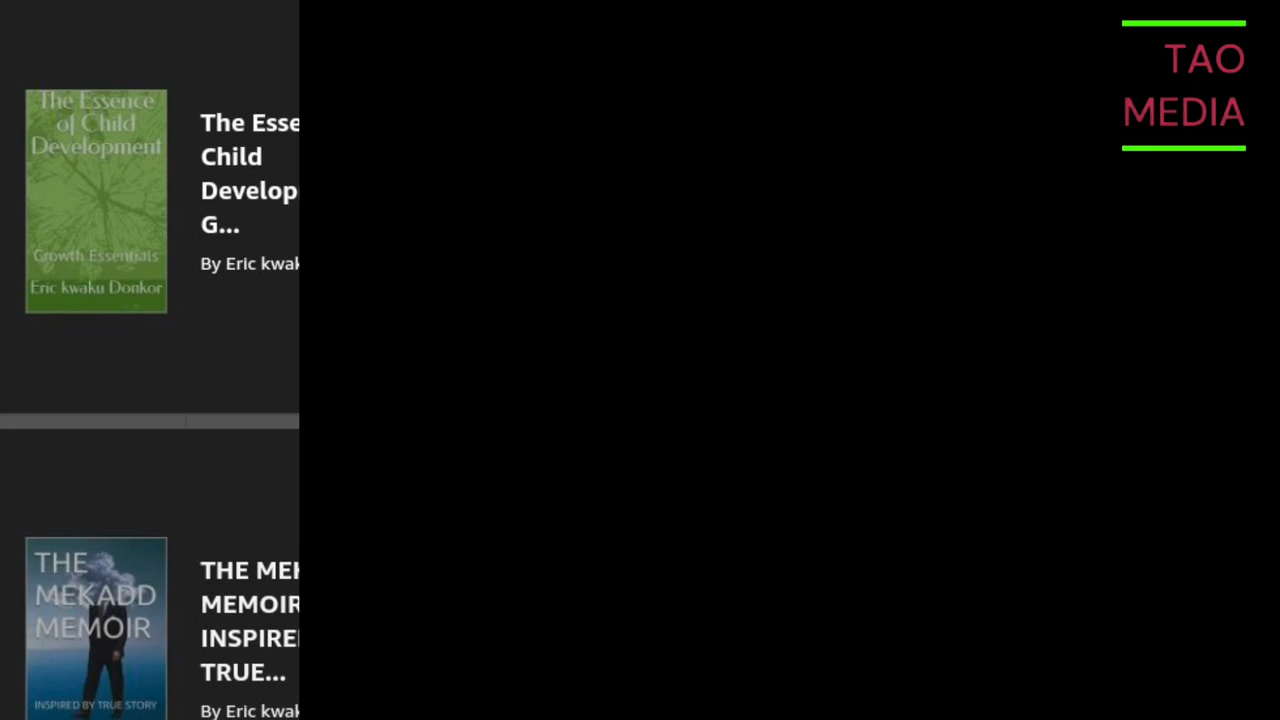 The Essence
of Child
Development
Growth Essentials
Eric kwaku Donkor
The Esse
Child
Develop
G...
By Eric kwak
TAO
MEDIA
THE
MEKADD
MEMOIR
INSPIRED BY TRUE STORY
THE MEK
MEMOIR
INSPIRE
TRUE...
By Eric kwak